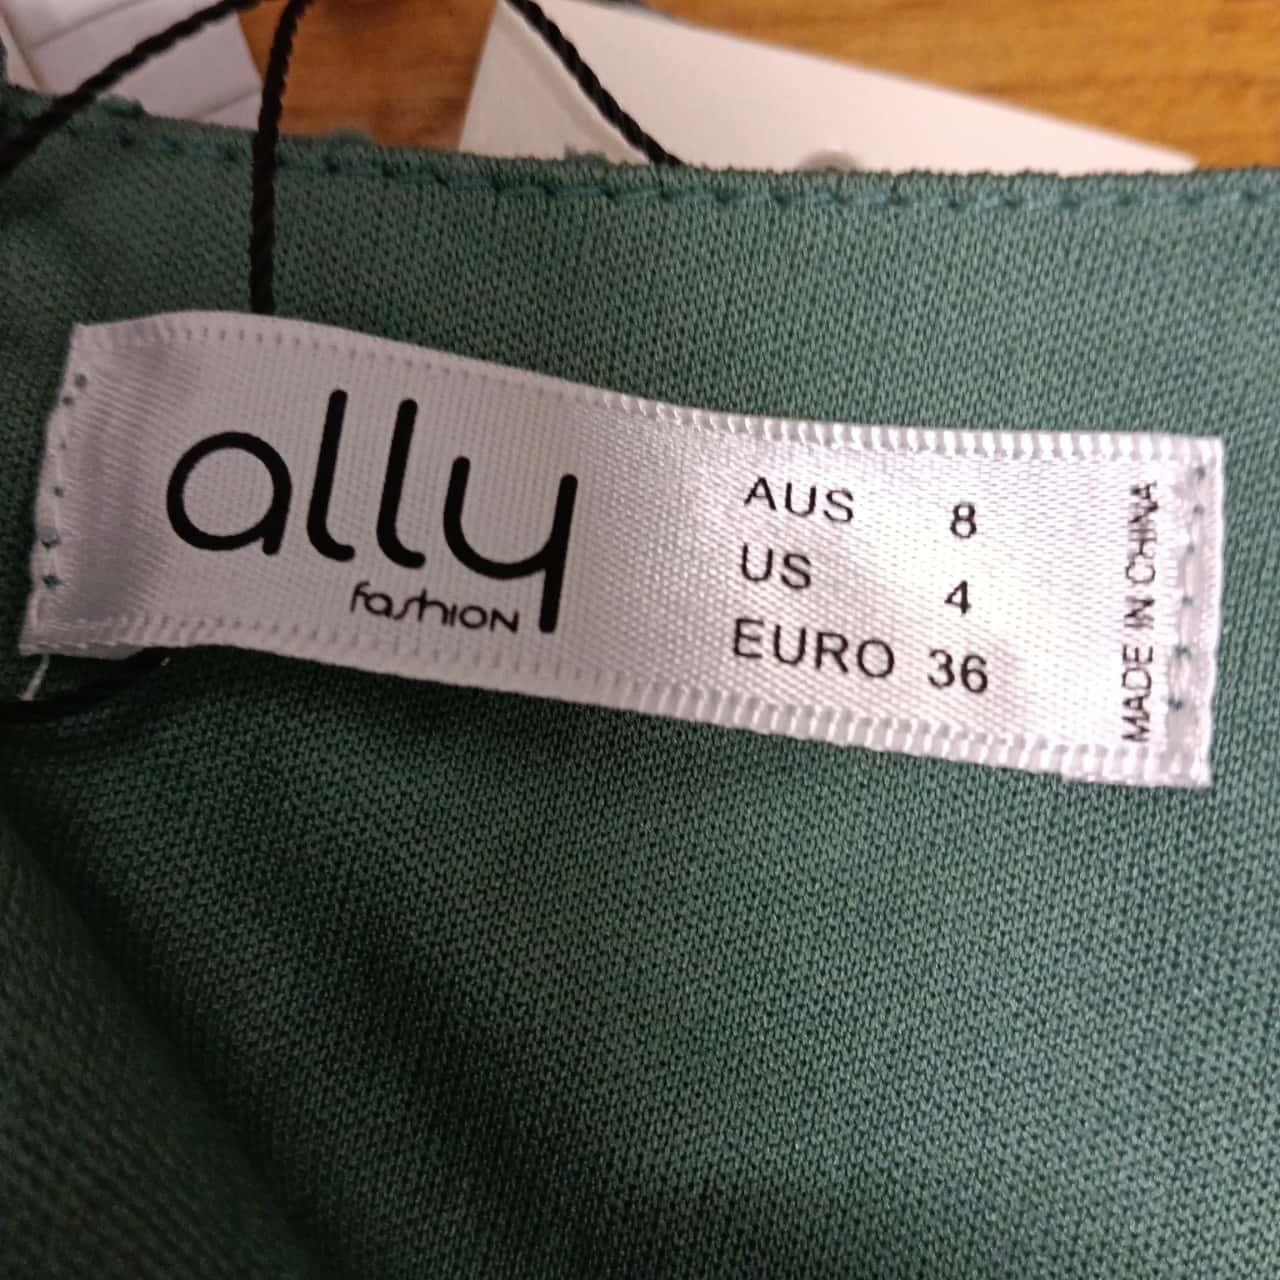 ally
fashion
AUS 8
US 4
EURO 36
MADE IN CHINA